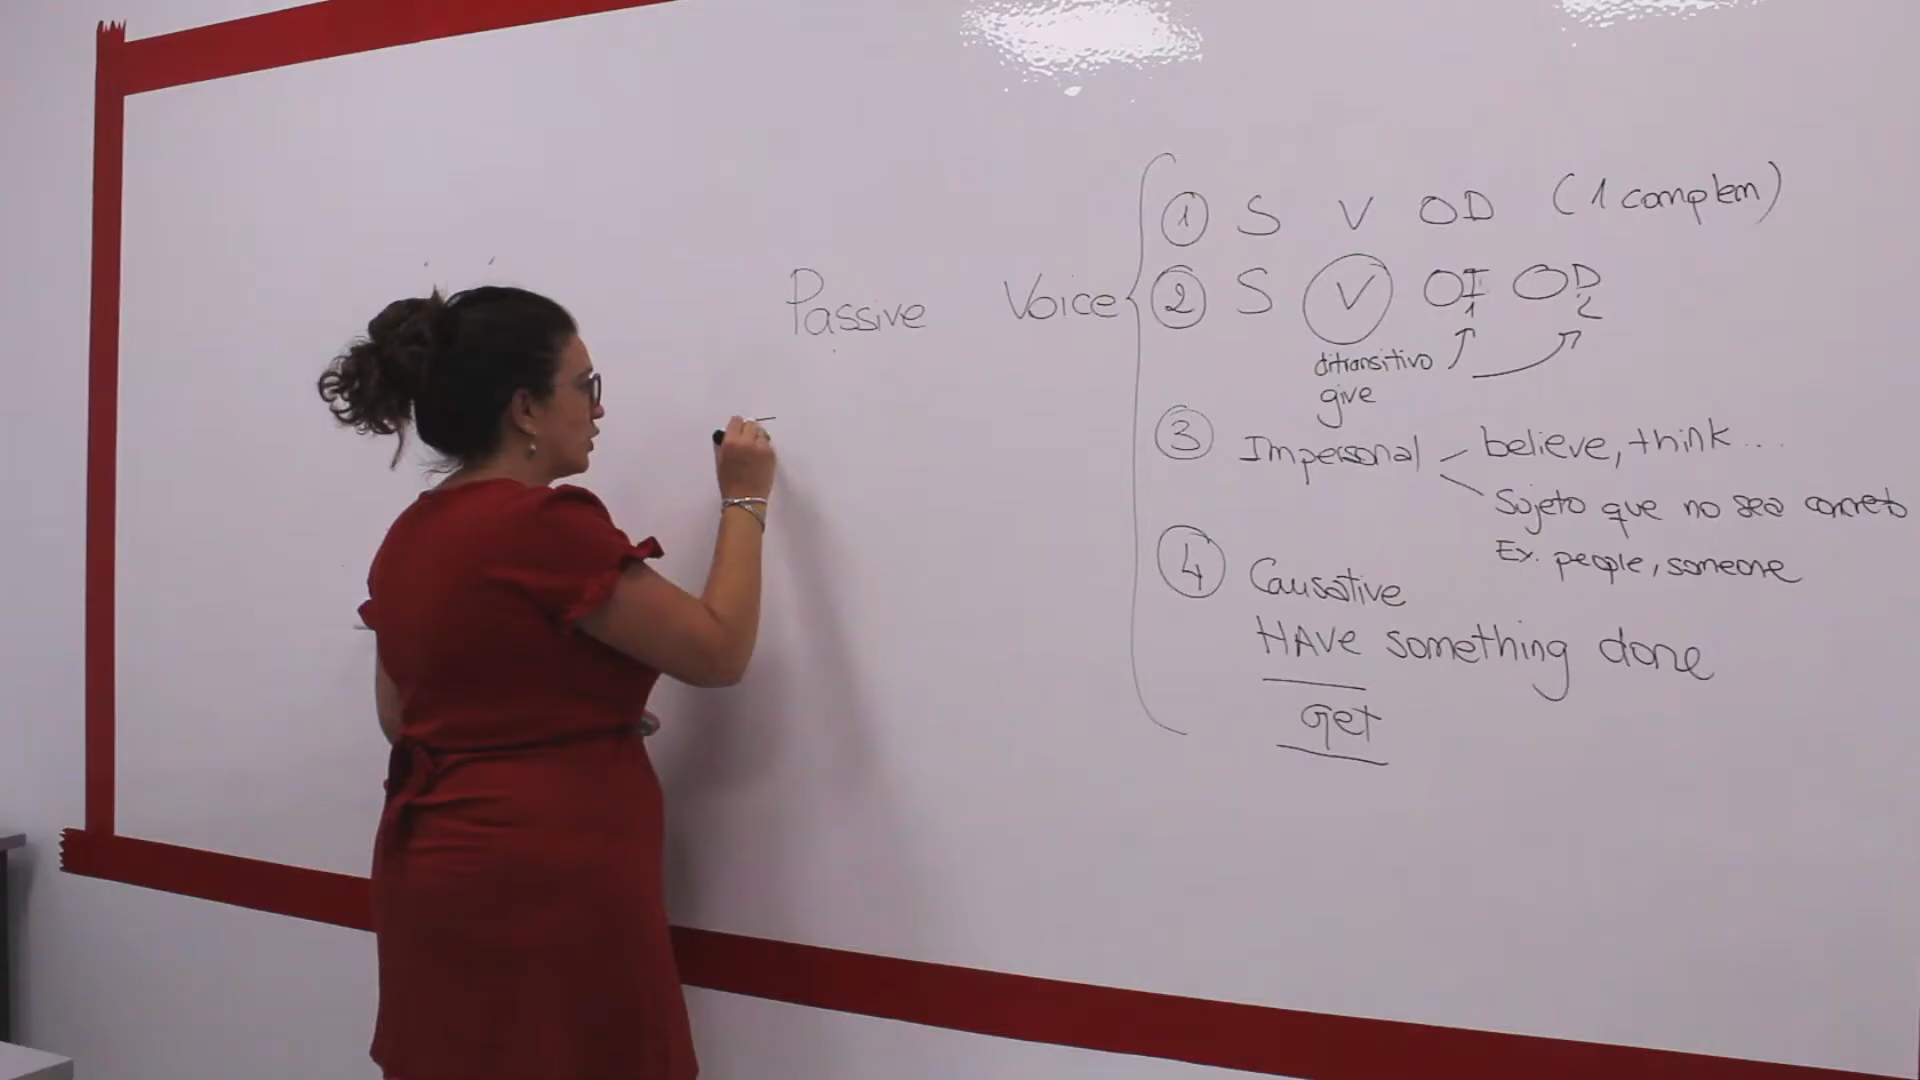 Passive Voice
① S V OD (1 complem)
② S V OI OD
1 2
ditransitivo
give
③ Impersonal believe, think...
Sujeto que no sea concreto
Ex. people, someone
④ Causative
HAVE something done
get